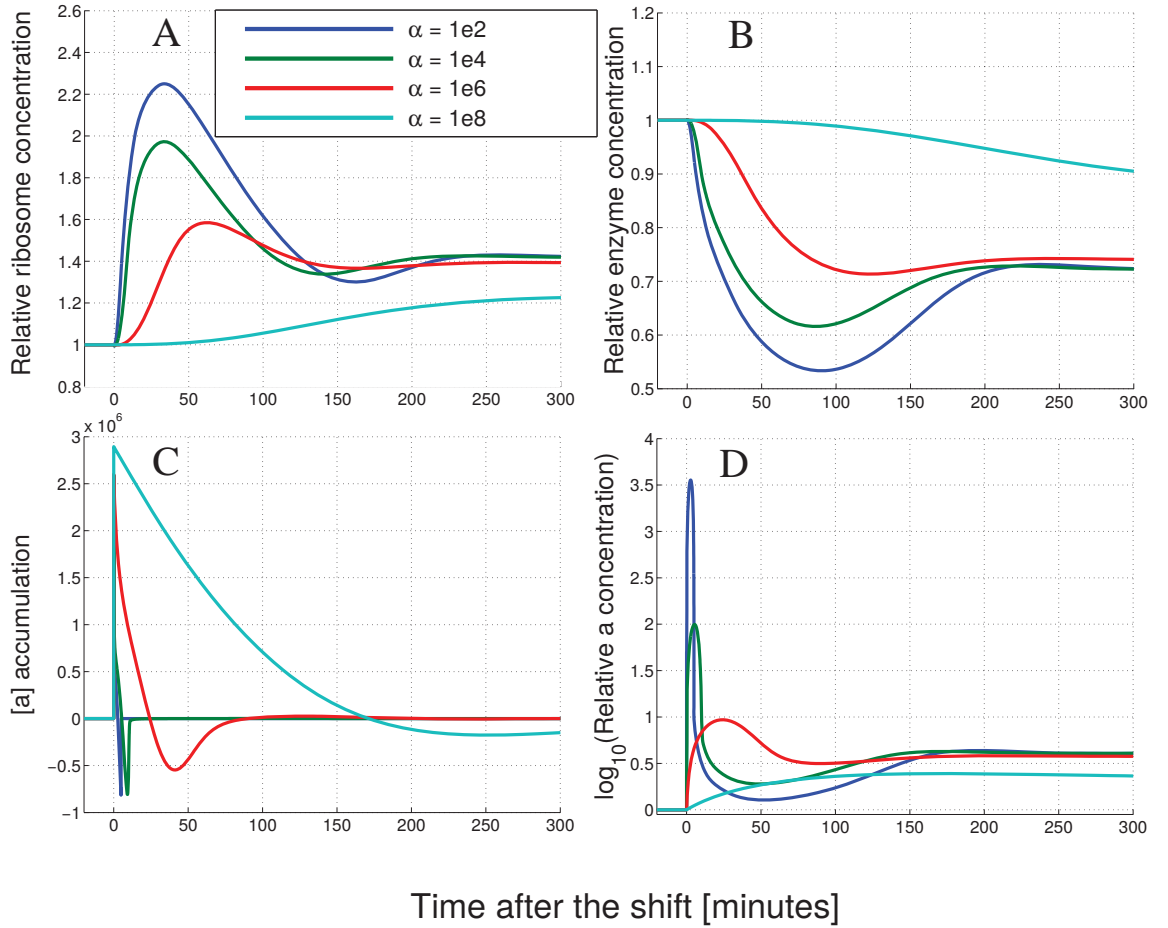 A
α = 1e2
α = 1e4
α = 1e6
α = 1e8
Relative ribosome concentration
2.6
2.4
2.2
2
1.8
1.6
1.4
1.2
1
0.8
0 50 100 150 200 250 300
B
Relative enzyme concentration
1.2
1.1
1
0.9
0.8
0.7
0.6
0.5
0 50 100 150 200 250 300
C
x 10^6
[a] accumulation
3
2.5
2
1.5
1
0.5
0
−0.5
−1
0 50 100 150 200 250 300
D
log10(Relative a concentration)
4
3.5
3
2.5
2
1.5
1
0.5
0
0 50 100 150 200 250 300
Time after the shift [minutes]